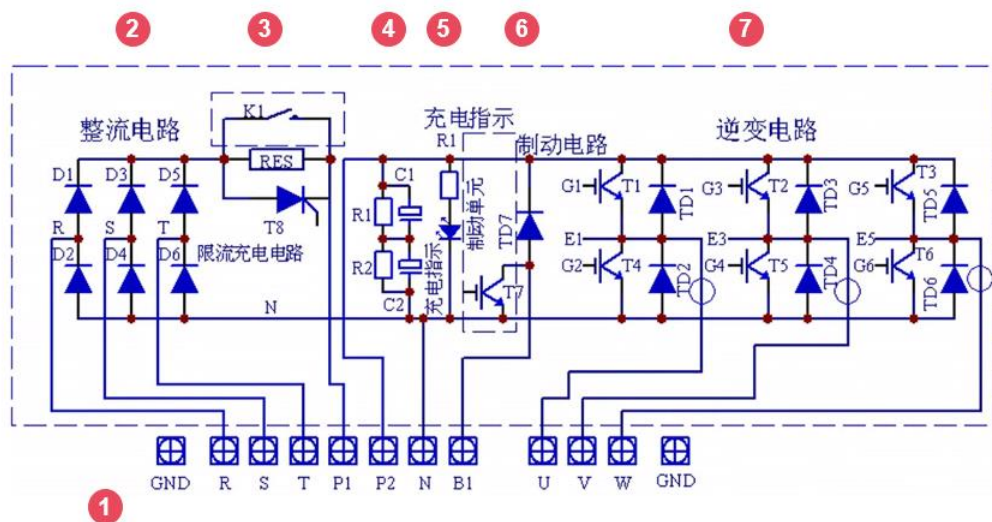 2 3 4 5 6 7
整流电路
K1
RES
T8
限流充电电路
D1 D3 D5
R S T
D2 D4 D6
N
R1 C1
R2 C2
充电指示
R1
充电指示
制动单元
制动电路
TD7
T7
逆变电路
G1 T1 TD1 G3 T2 TD3 G5 T3 TD5
E1 E3 E5
G2 T4 TD2 G4 T5 TD4 G6 T6 TD6
GND R S T P1 P2 N B1 U V W GND
1